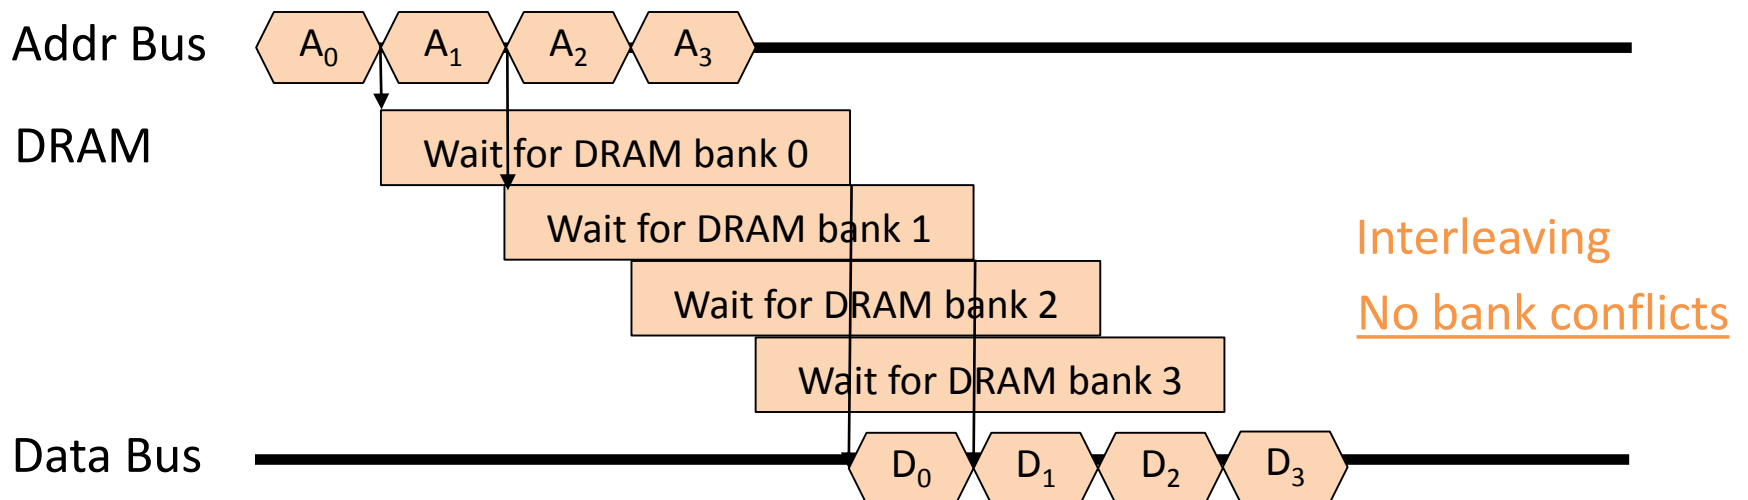 Addr Bus A0 A1 A2 A3
DRAM Wait for DRAM bank 0
Wait for DRAM bank 1
Interleaving
Wait for DRAM bank 2
No bank conflicts
Wait for DRAM bank 3
Data Bus D0 D1 D2 D3